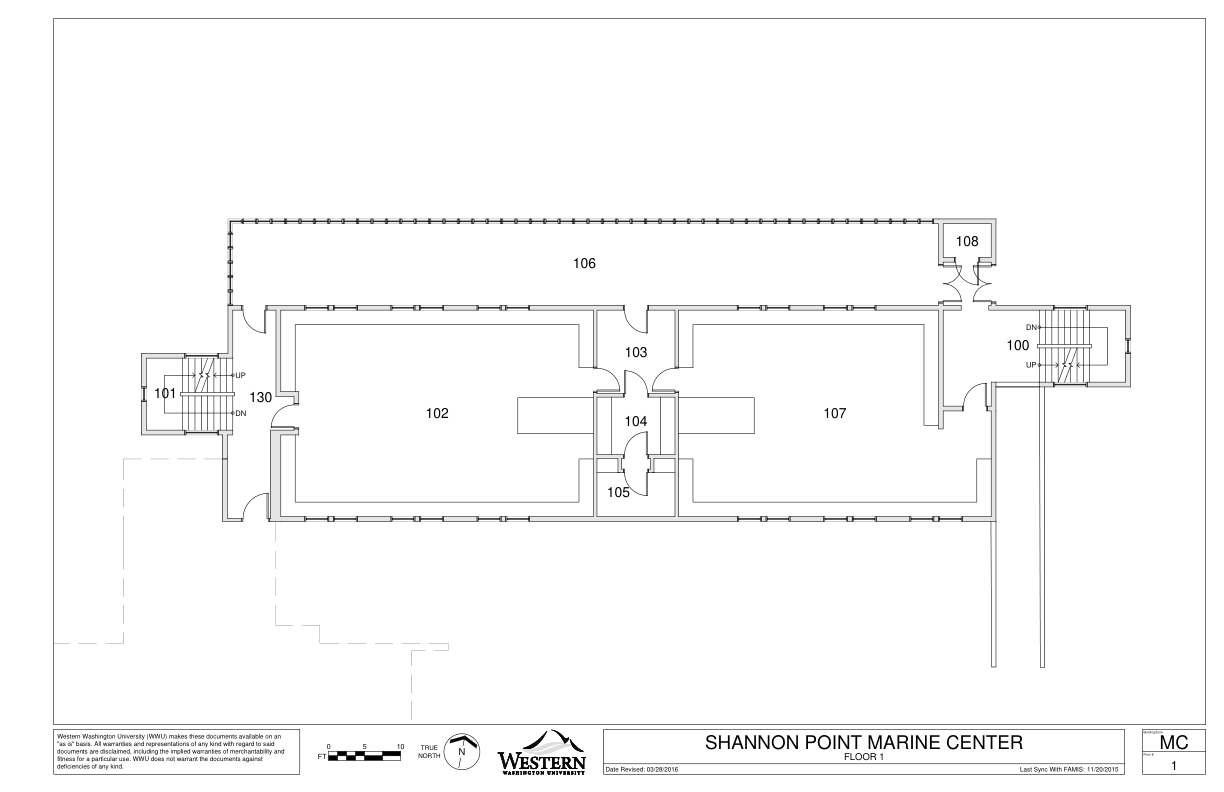 108
106
DN
100
103
UP
UP
101
130
102
107
DN
104
105
Western Washington University (WWU) makes these documents available on an
"as is" basis. All warranties and representations of any kind with regard to said
documents are disclaimed, including the implied warranties of merchantability and
fitness for a particular use. WWU does not warrant the documents against
deficiencies of any kind.
0 5 10
FT
TRUE
NORTH
N
WESTERN
WASHINGTON UNIVERSITY
SHANNON POINT MARINE CENTER
FLOOR 1
Date Revised: 03/28/2016
Last Sync With FAMIS: 11/20/2015
MC
1